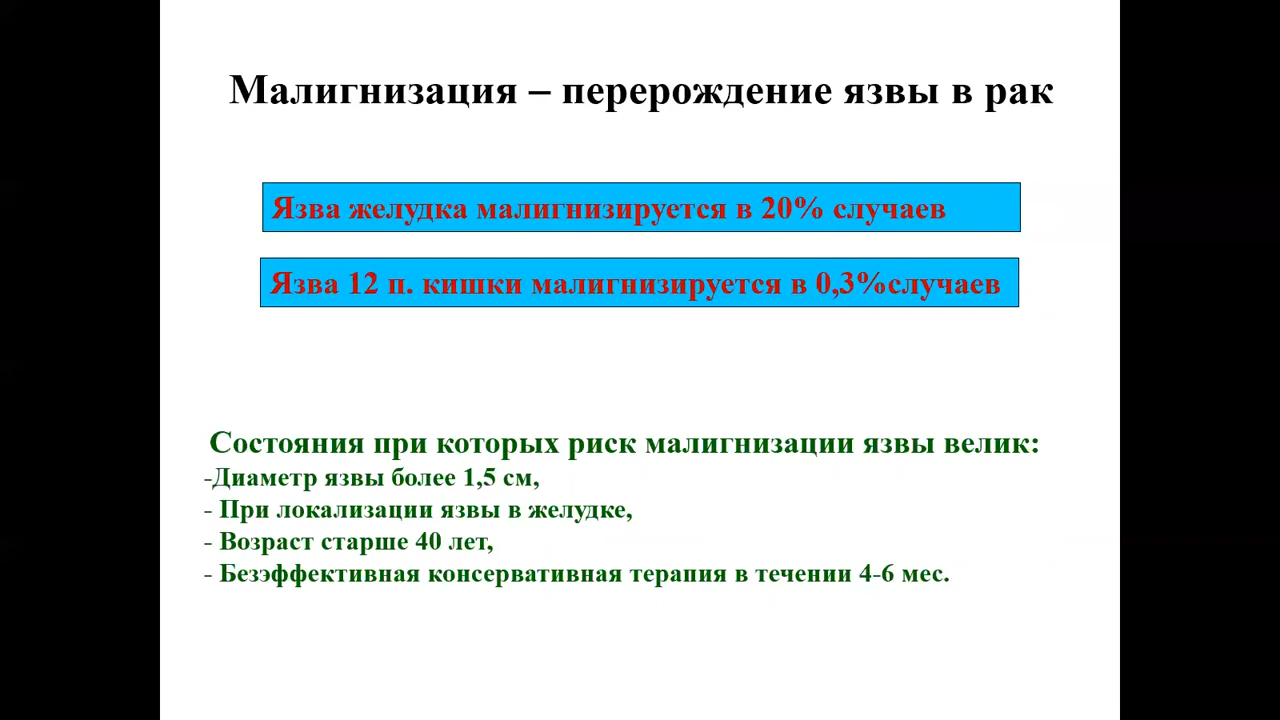 Малигнизация – перерождение язвы в рак
Язва желудка малигнизируется в 20% случаев
Язва 12 п. кишки малигнизируется в 0,3%случаев
Состояния при которых риск малигнизации язвы велик:
-Диаметр язвы более 1,5 см,
- При локализации язвы в желудке,
- Возраст старше 40 лет,
- Безэффективная консервативная терапия в течении 4-6 мес.